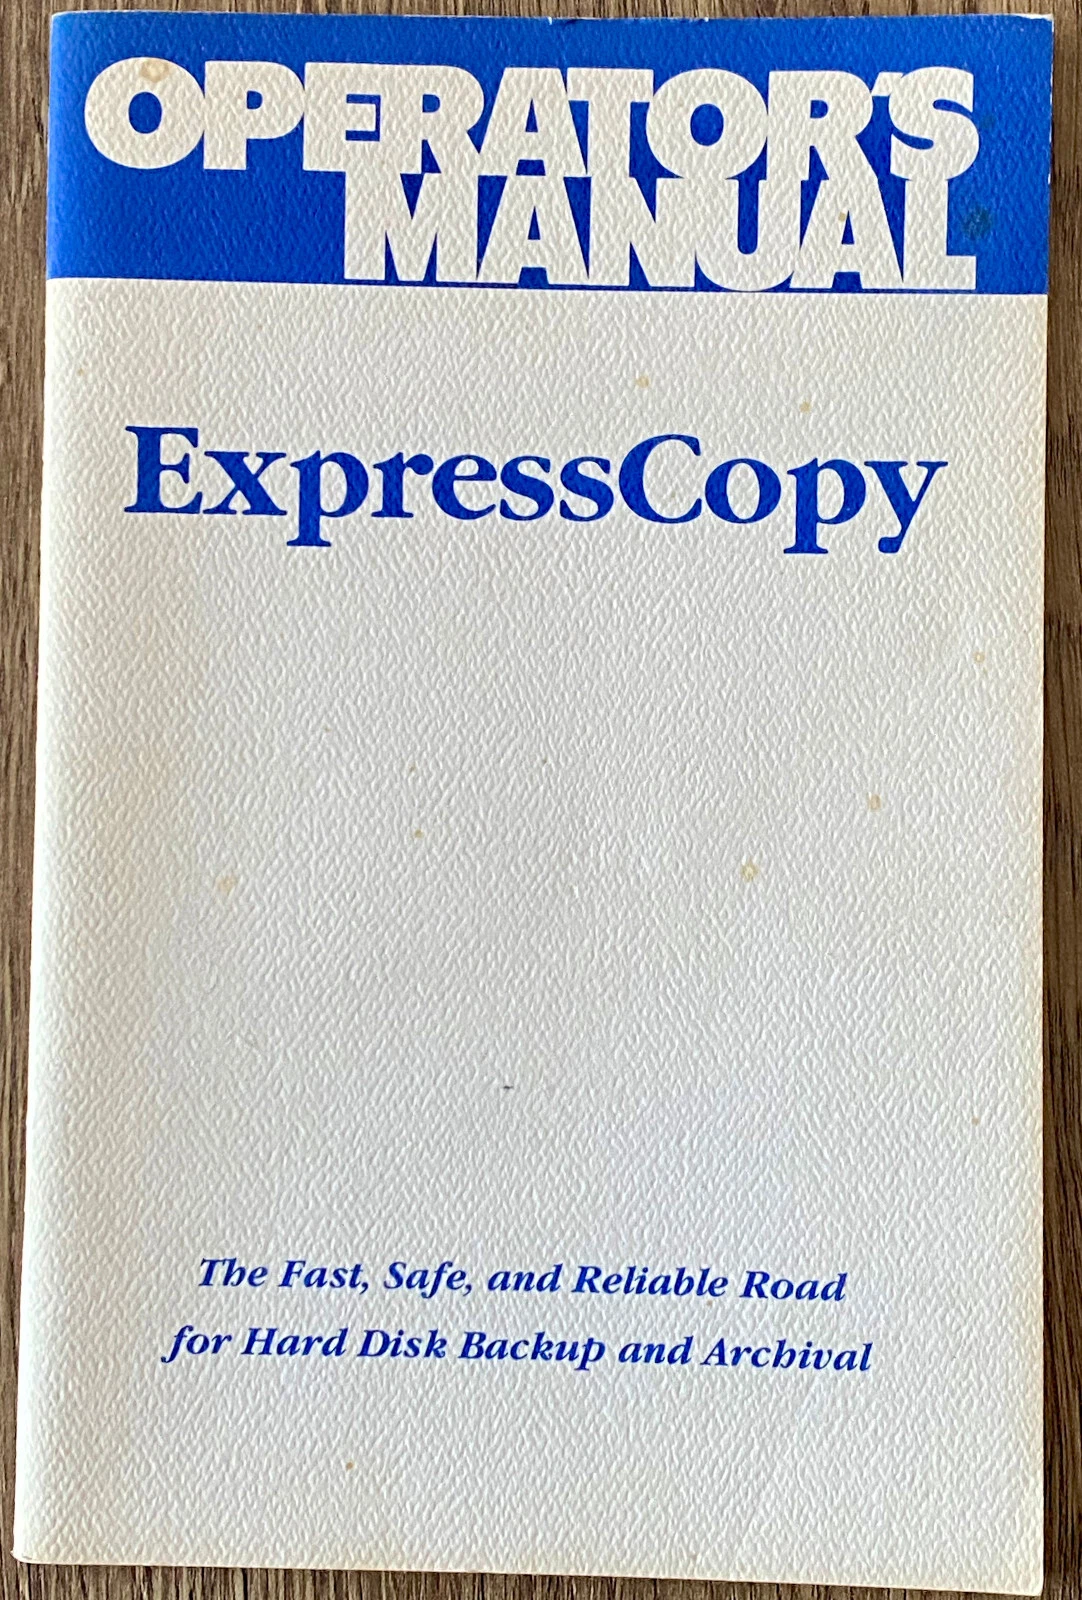 OPERATOR'S
MANUAL
ExpressCopy
The Fast, Safe, and Reliable Road
for Hard Disk Backup and Archival